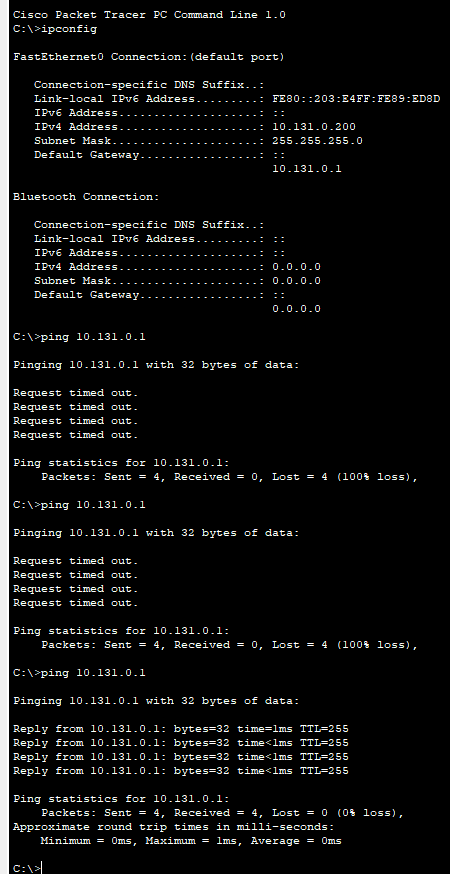 Cisco Packet Tracer PC Command Line 1.0
C:\>ipconfig
FastEthernet0 Connection:(default port)
Connection-specific DNS Suffix..:
Link-local IPv6 Address.........: FE80::203:E4FF:FE89:ED8D
IPv6 Address....................: ::
IPv4 Address....................: 10.131.0.200
Subnet Mask.....................: 255.255.255.0
Default Gateway.................: ::
10.131.0.1
Bluetooth Connection:
Connection-specific DNS Suffix..:
Link-local IPv6 Address.........: ::
IPv6 Address....................: ::
IPv4 Address....................: 0.0.0.0
Subnet Mask.....................: 0.0.0.0
Default Gateway.................: ::
0.0.0.0
C:\>ping 10.131.0.1
Pinging 10.131.0.1 with 32 bytes of data:
Request timed out.
Request timed out.
Request timed out.
Request timed out.
Ping statistics for 10.131.0.1:
Packets: Sent = 4, Received = 0, Lost = 4 (100% loss),
C:\>ping 10.131.0.1
Pinging 10.131.0.1 with 32 bytes of data:
Request timed out.
Request timed out.
Request timed out.
Request timed out.
Ping statistics for 10.131.0.1:
Packets: Sent = 4, Received = 0, Lost = 4 (100% loss),
C:\>ping 10.131.0.1
Pinging 10.131.0.1 with 32 bytes of data:
Reply from 10.131.0.1: bytes=32 time=1ms TTL=255
Reply from 10.131.0.1: bytes=32 time<1ms TTL=255
Reply from 10.131.0.1: bytes=32 time<1ms TTL=255
Reply from 10.131.0.1: bytes=32 time<1ms TTL=255
Ping statistics for 10.131.0.1:
Packets: Sent = 4, Received = 4, Lost = 0 (0% loss),
Approximate round trip times in milli-seconds:
Minimum = 0ms, Maximum = 1ms, Average = 0ms
C:\>